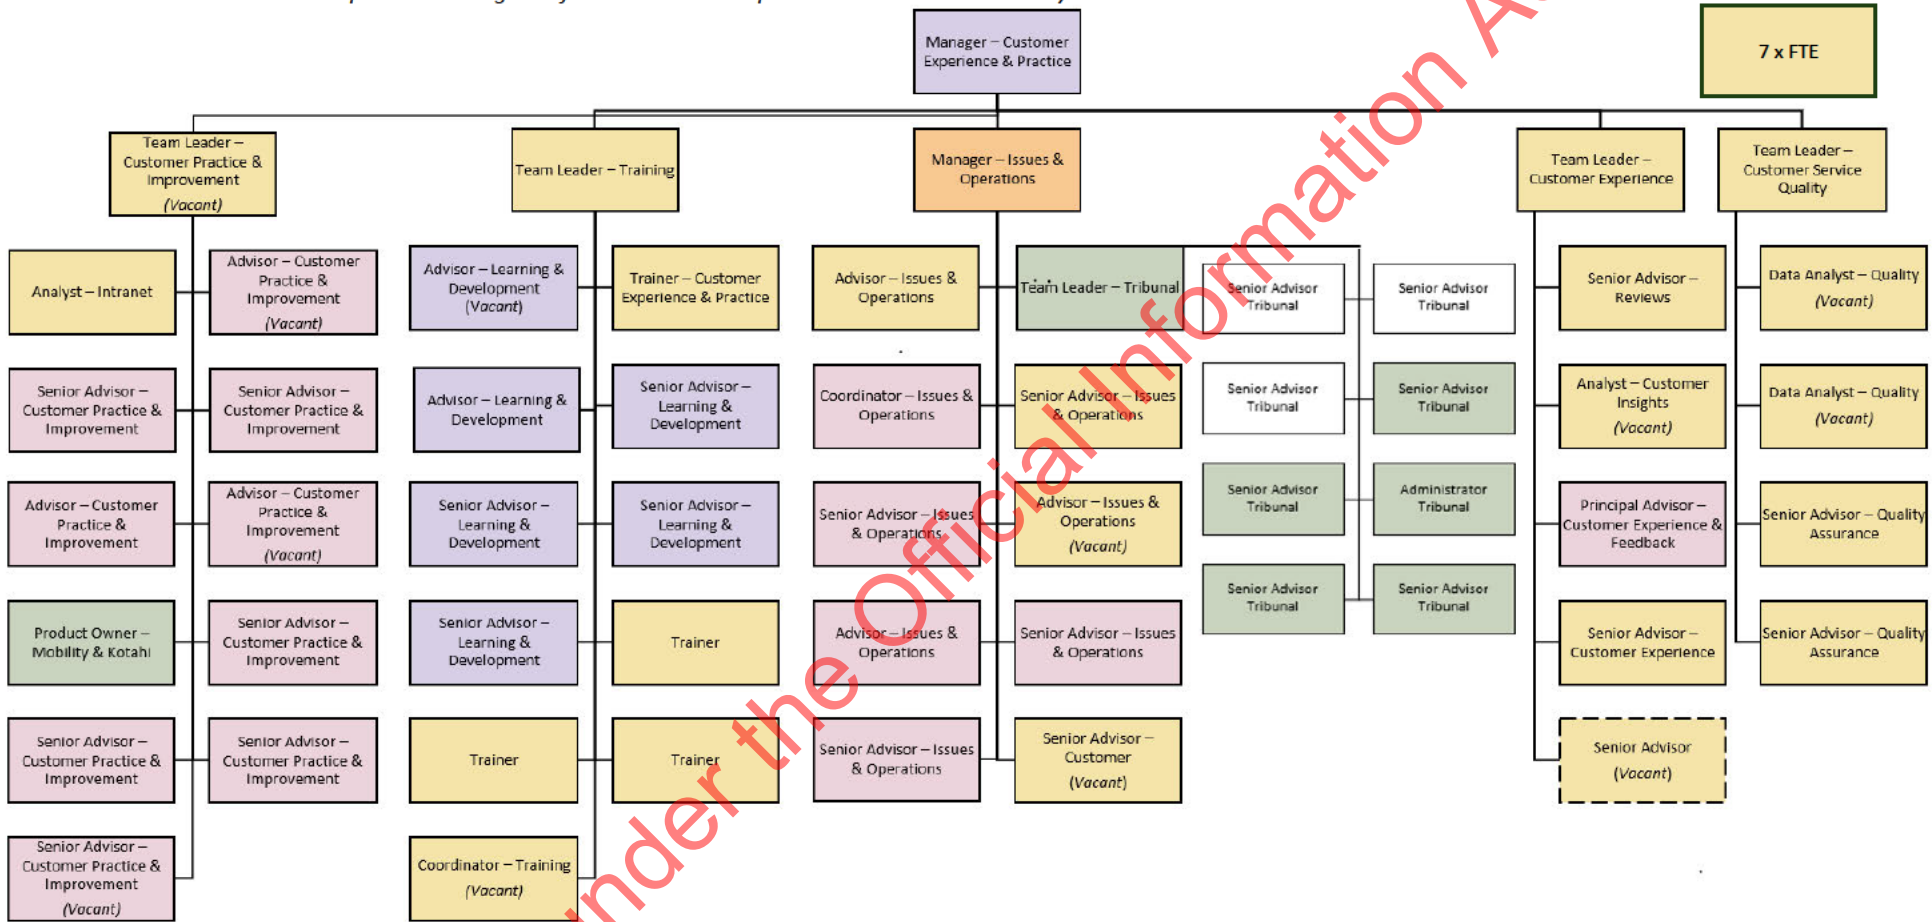 Manager – Customer
Experience & Practice
7 x FTE
Team Leader –
Customer Practice &
Improvement
(Vacant)
Team Leader – Training
Manager – Issues &
Operations
Team Leader –
Customer Experience
Team Leader –
Customer Service
Quality
Analyst – Intranet
Advisor – Customer
Practice &
Improvement
(Vacant)
Advisor – Learning &
Development
(Vacant)
Trainer – Customer
Experience & Practice
Advisor – Issues &
Operations
Team Leader – Tribunal
Senior Advisor
Tribunal
Senior Advisor
Tribunal
Senior Advisor –
Reviews
Data Analyst – Quality
(Vacant)
Senior Advisor –
Customer Practice &
Improvement
Senior Advisor –
Customer Practice &
Improvement
Advisor – Learning &
Development
Senior Advisor –
Learning &
Development
Coordinator – Issues &
Operations
Senior Advisor – Issues
& Operations
Senior Advisor
Tribunal
Senior Advisor
Tribunal
Analyst – Customer
Insights
(Vacant)
Data Analyst – Quality
(Vacant)
Advisor – Customer
Practice &
Improvement
Advisor – Customer
Practice &
Improvement
(Vacant)
Senior Advisor –
Learning &
Development
Senior Advisor –
Learning &
Development
Senior Advisor – Issues
& Operations
Advisor – Issues &
Operations
(Vacant)
Senior Advisor
Tribunal
Administrator
Tribunal
Principal Advisor –
Customer Experience &
Feedback
Senior Advisor – Quality
Assurance
Product Owner –
Mobility & Kotahi
Senior Advisor –
Customer Practice &
Improvement
Senior Advisor –
Learning &
Development
Trainer
Advisor – Issues &
Operations
Senior Advisor – Issues
& Operations
Senior Advisor
Tribunal
Senior Advisor
Tribunal
Senior Advisor –
Customer Experience
Senior Advisor – Quality
Assurance
Senior Advisor –
Customer Practice &
Improvement
Senior Advisor –
Customer Practice &
Improvement
Trainer
Trainer
Senior Advisor – Issues
& Operations
Senior Advisor –
Customer
(Vacant)
Senior Advisor
(Vacant)
Senior Advisor –
Customer Practice &
Improvement
(Vacant)
Coordinator – Training
(Vacant)
under the Official Information